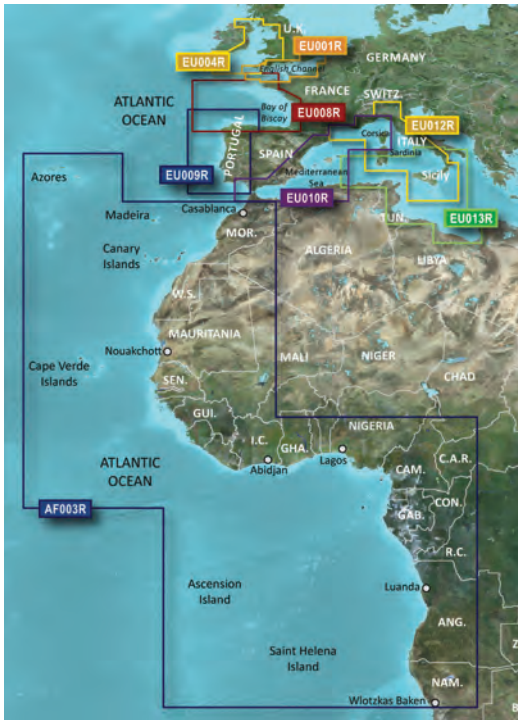 U.K.
EU001R
EU004R
English Channel
GERMANY
FRANCE
SWITZ.
ATLANTIC
OCEAN
Bay of
Biscay
EU008R
EU012R
Corsica
ITALY
PORTUGAL
SPAIN
Sardinia
EU009R
Mediterranean
Sea
Sicily
Azores
EU010R
EU013R
Madeira
Casablanca
TUN.
MOR.
Canary
Islands
ALGERIA
LIBYA
W.S.
MAURITANIA
Nouakchott
MALI
NIGER
Cape Verde
Islands
SEN.
CHAD
GUI.
NIGERIA
I.C.
GHA.
ATLANTIC
OCEAN
Abidjan
Lagos
CAM.
C.A.R.
AF003R
CON.
GAB.
R.C.
Ascension
Island
Luanda
ANG.
Z
Saint Helena
Island
NAM.
Wlotzkas Baken
B